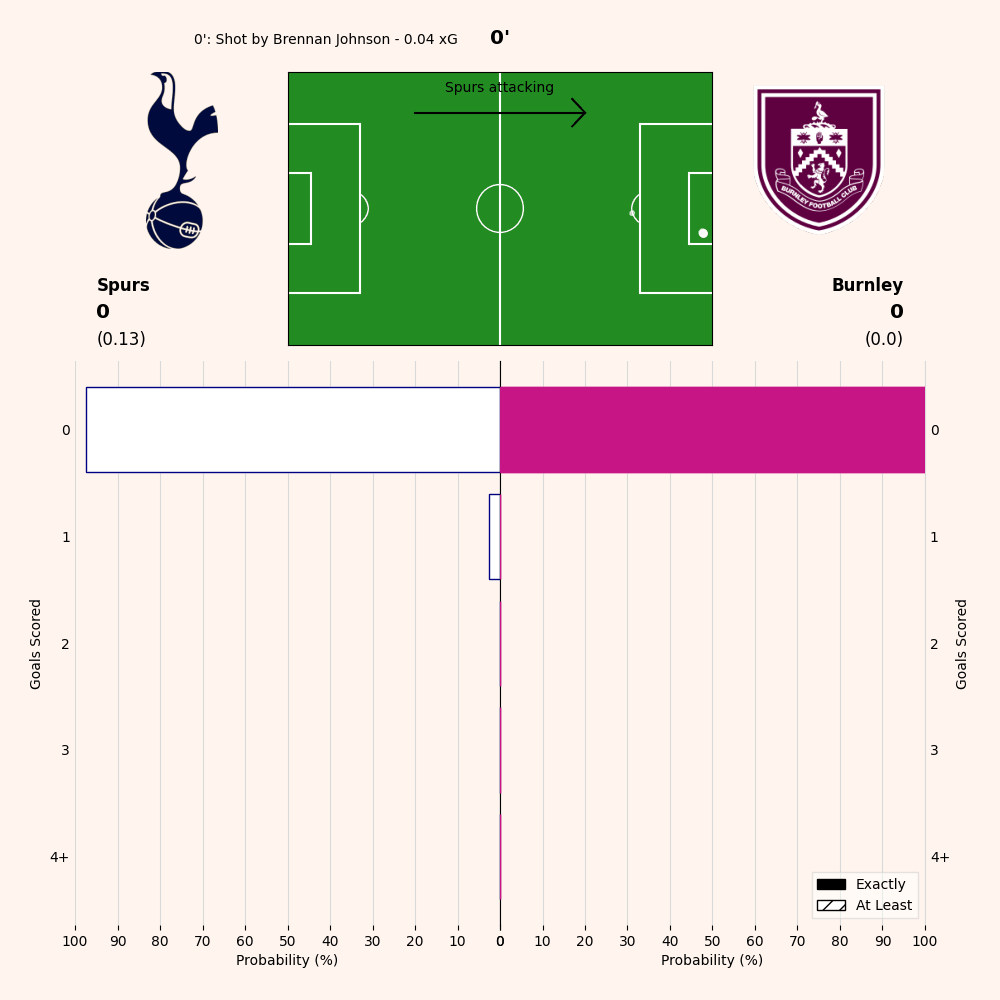 0': Shot by Brennan Johnson - 0.04 xG
0'
Spurs attacking
BURNLEY FOOTBALL CLUB
Spurs
0
(0.13)
Burnley
0
(0.0)
0
1
2
3
4+
Goals Scored
0
1
2
3
4+
Goals Scored
Exactly
At Least
100 90 80 70 60 50 40 30 20 10 0
0 10 20 30 40 50 60 70 80 90 100
Probability (%)
Probability (%)